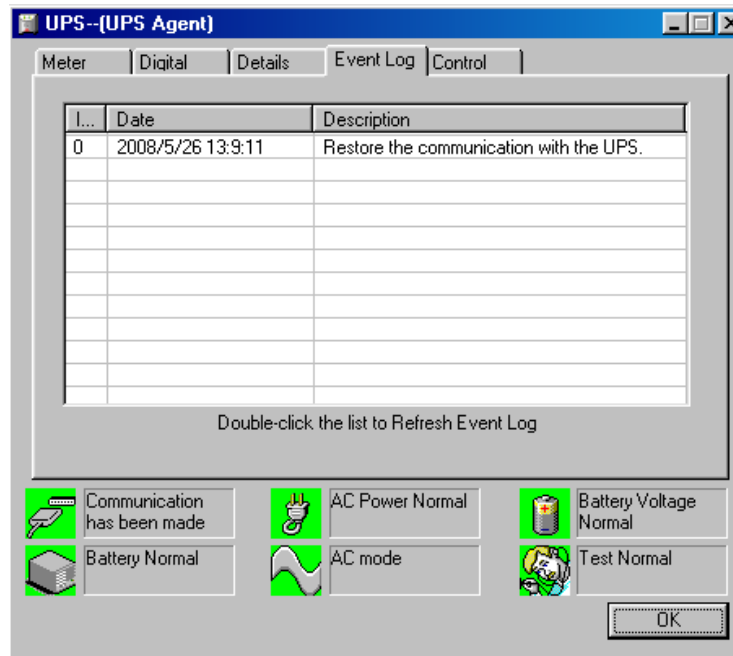 UPS--(UPS Agent)
Meter Digital Details Event Log Control
I... Date Description
0 2008/5/26 13:9:11 Restore the communication with the UPS.
Double-click the list to Refresh Event Log
Communication
has been made
AC Power Normal
Battery Voltage
Normal
Battery Normal
AC mode
Test Normal
OK